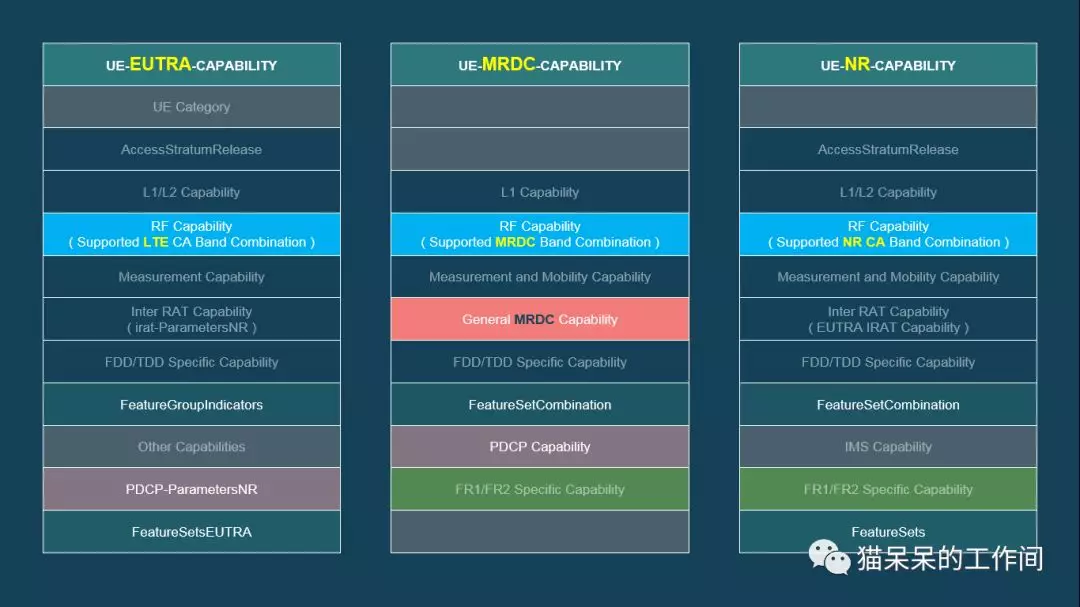 UE-EUTRA-CAPABILITY
UE Category
AccessStratumRelease
L1/L2 Capability
RF Capability
( Supported LTE CA Band Combination )
Measurement Capability
Inter RAT Capability
( irat-ParametersNR )
FDD/TDD Specific Capability
FeatureGroupIndicators
Other Capabilities
PDCP-ParametersNR
FeatureSetsEUTRA
UE-MRDC-CAPABILITY
L1 Capability
RF Capability
( Supported MRDC Band Combination )
Measurement and Mobility Capability
General MRDC Capability
FDD/TDD Specific Capability
FeatureSetCombination
PDCP Capability
FR1/FR2 Specific Capability
UE-NR-CAPABILITY
AccessStratumRelease
L1/L2 Capability
RF Capability
( Supported NR CA Band Combination )
Measurement and Mobility Capability
Inter RAT Capability
( EUTRA IRAT Capability )
FDD/TDD Specific Capability
FeatureSetCombination
IMS Capability
FR1/FR2 Specific Capability
FeatureSets
猫呆呆的工作间